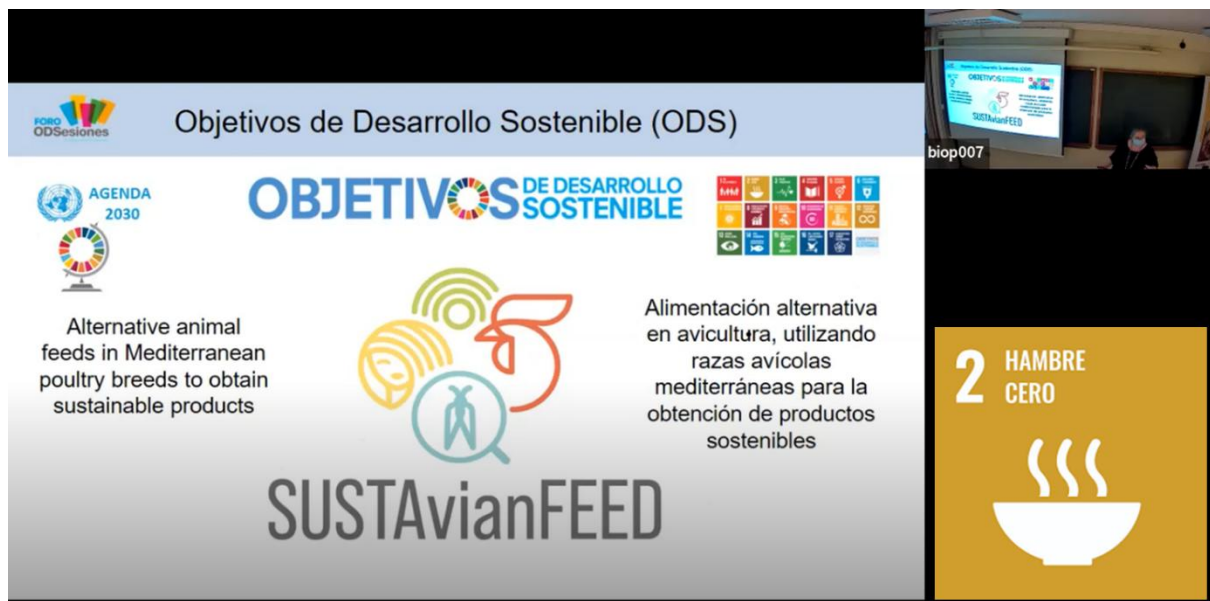 FORO
ODSesiones
Objetivos de Desarrollo Sostenible (ODS)
AGENDA
2030
OBJETIVOS DE DESARROLLO
SOSTENIBLE
Alternative animal
feeds in Mediterranean
poultry breeds to obtain
sustainable products
Alimentación alternativa
en avicultura, utilizando
razas avícolas
mediterráneas para la
obtención de productos
sostenibles
SUSTAvianFEED
OBJETIVOS
SUSTAvianFEED
biop007
2 HAMBRE
CERO